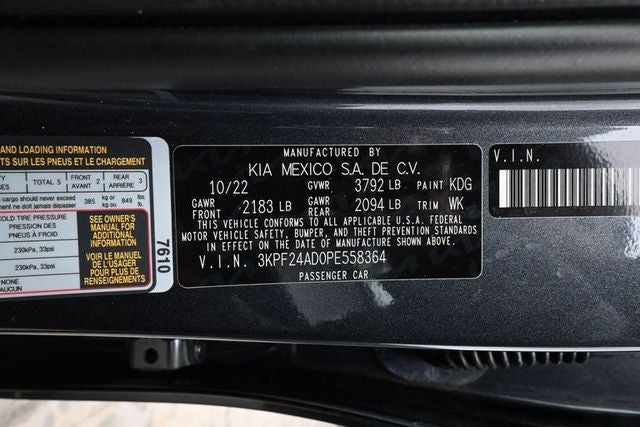 AND LOADING INFORMATION
TS SUR LES PNEUS ET LE CHARGEMENT
TOTAL 5 FRONT AVANT 2 REAR ARRIÈRE 3
cargo should never exceed 385 kg or 849 lbs.
ne doit jamais dépasser ou
COLD TIRE PRESSURE
PRESSION DES
PNEUS À FROID
230kPa, 33psi
230kPa, 33psi
NONE
AUCUN
SEE OWNER'S
MANUAL FOR
ADDITIONAL
INFORMATION
VOIR LE MANUEL
DE L'USAGER
POUR PLUS DE
RENSEIGNEMENTS
7610
MANUFACTURED BY
KIA MEXICO S.A. DE C.V.
10/22 GVWR 3792 LB PAINT KDG
GAWR FRONT 2183 LB GAWR REAR 2094 LB TRIM WK
THIS VEHICLE CONFORMS TO ALL APPLICABLE U.S.A. FEDERAL
MOTOR VEHICLE SAFETY, BUMPER, AND THEFT PREVENTION STANDARDS
IN EFFECT ON THE DATE OF MANUFACTURE SHOWN ABOVE.
V.I.N. 3KPF24AD0PE558364
PASSENGER CAR
V.I.N.